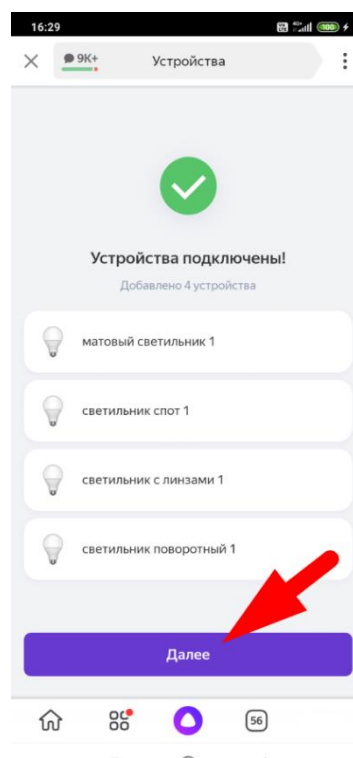 16:29
9K+ Устройства
Устройства подключены!
Добавлено 4 устройства
матовый светильник 1
светильник спот 1
светильник с линзами 1
светильник поворотный 1
Далее
56